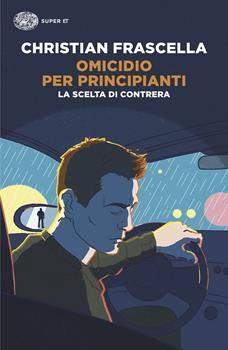 SUPER ET
CHRISTIAN FRASCELLA
OMICIDIO
PER PRINCIPIANTI
LA SCELTA DI CONTRERA